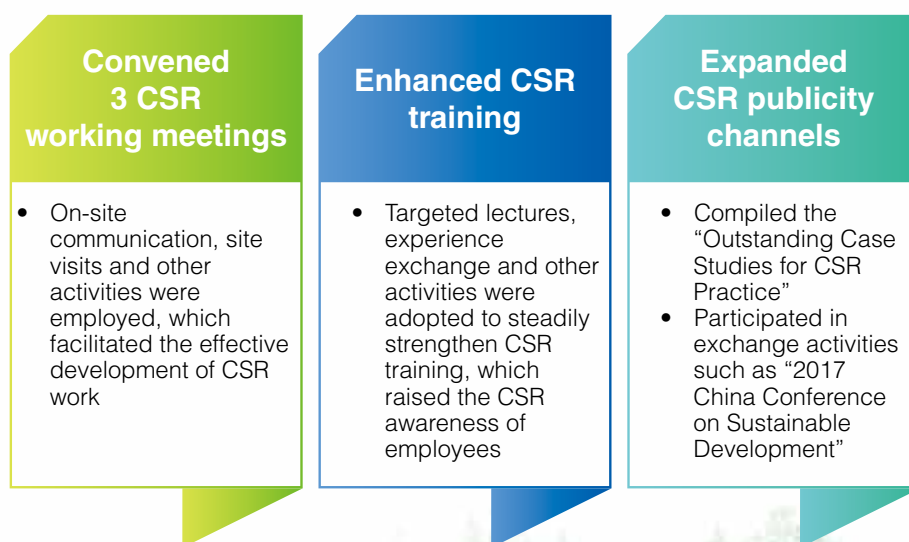 Convened
3 CSR
working meetings
• On-site
communication, site
visits and other
activities were
employed, which
facilitated the effective
development of CSR
work
Enhanced CSR
training
• Targeted lectures,
experience
exchange and other
activities were
adopted to steadily
strengthen CSR
training, which
raised the CSR
awareness of
employees
Expanded
CSR publicity
channels
• Compiled the
“Outstanding Case
Studies for CSR
Practice”
• Participated in
exchange activities
such as “2017
China Conference
on Sustainable
Development”